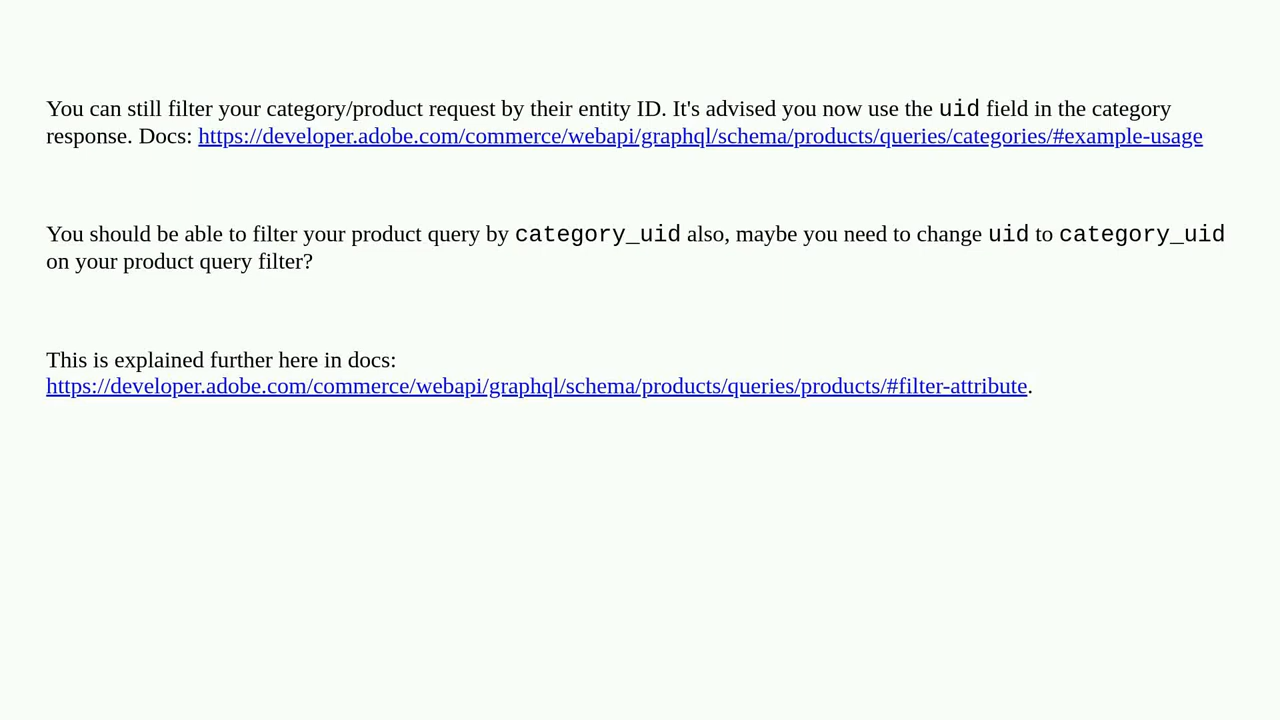 You can still filter your category/product request by their entity ID. It's advised you now use the uid field in the category
response. Docs: https://developer.adobe.com/commerce/webapi/graphql/schema/products/queries/categories/#example-usage
You should be able to filter your product query by category_uid also, maybe you need to change uid to category_uid
on your product query filter?
This is explained further here in docs:
https://developer.adobe.com/commerce/webapi/graphql/schema/products/queries/products/#filter-attribute.